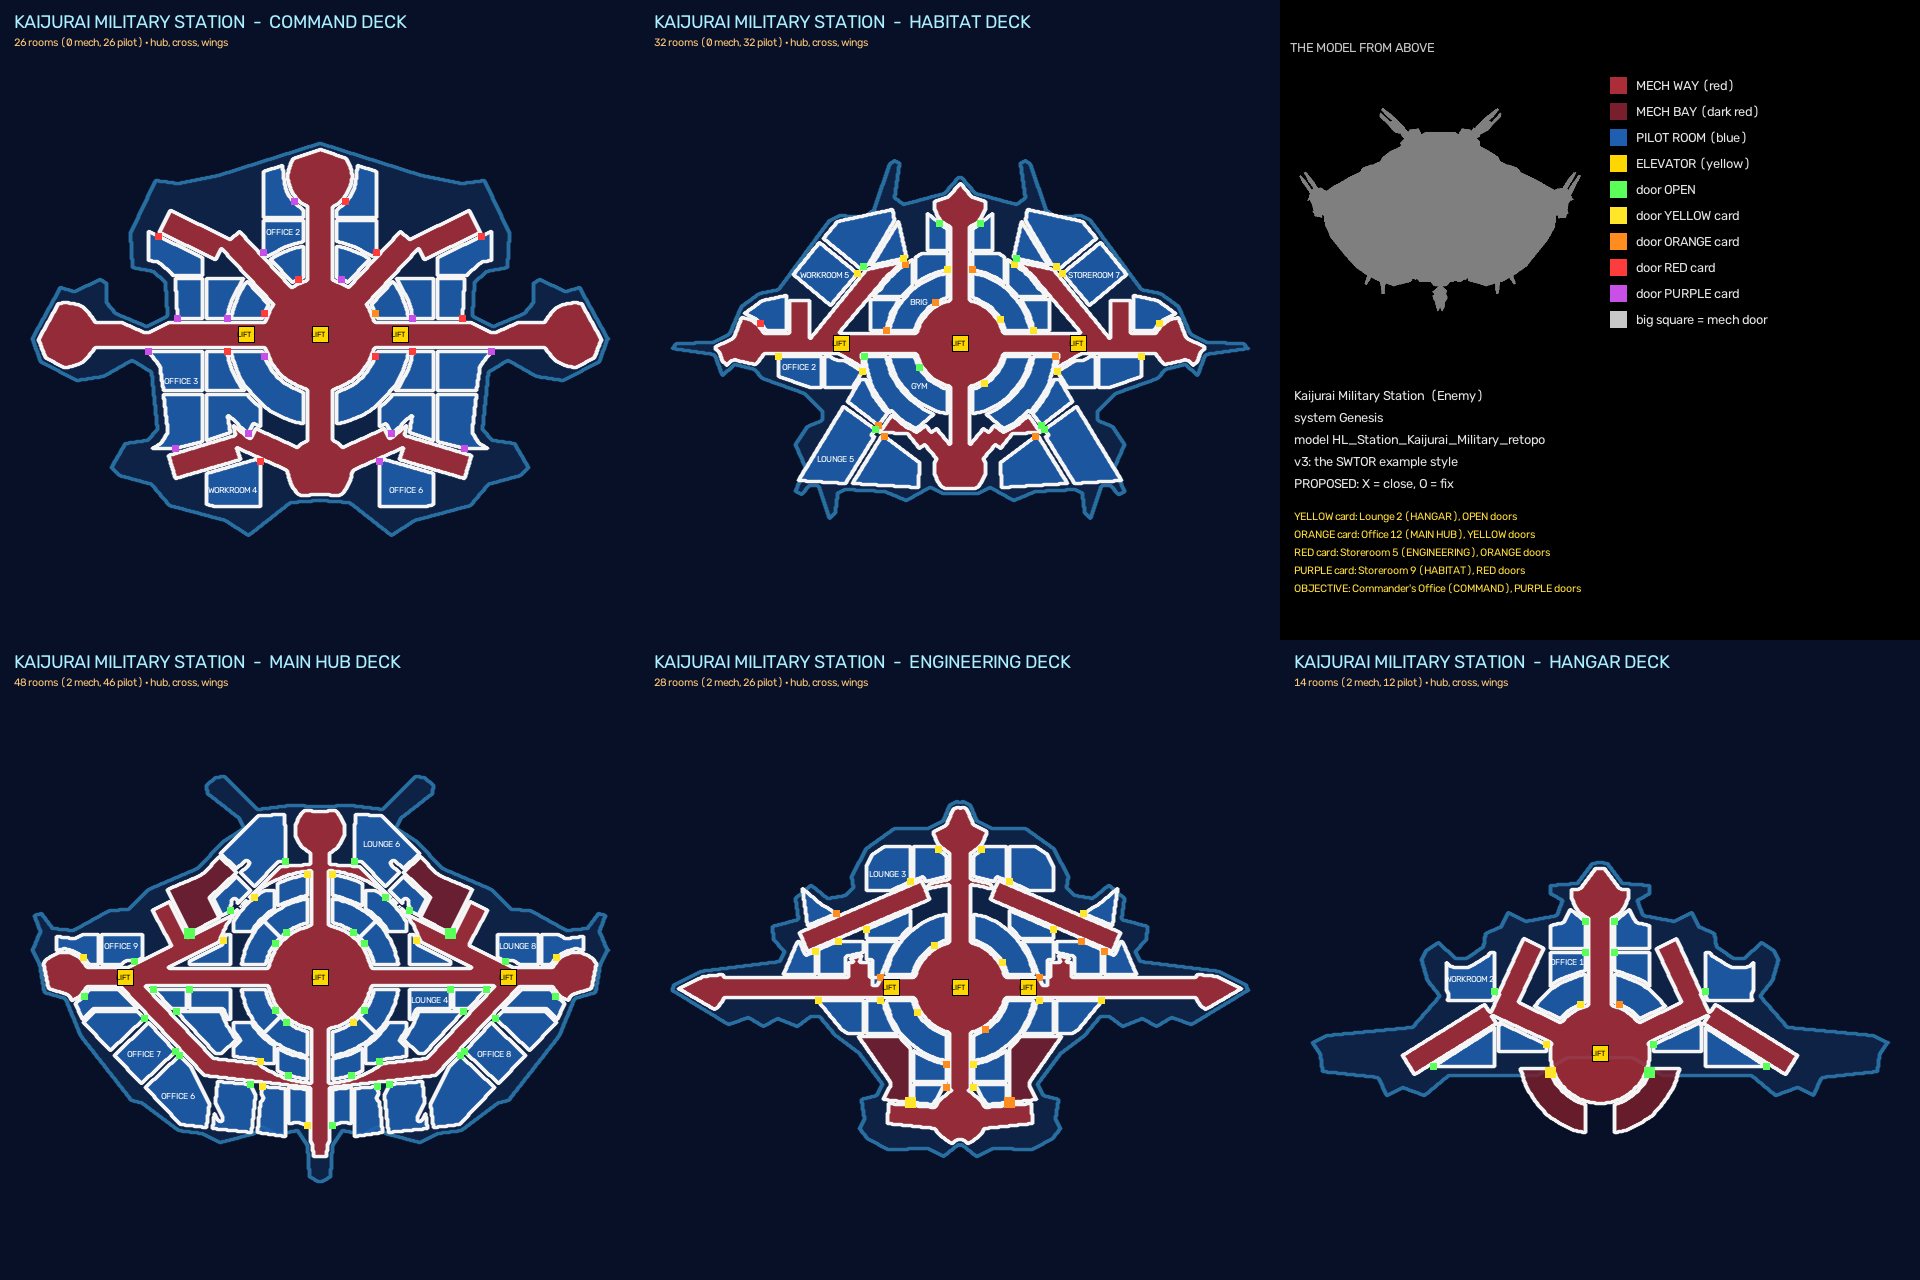 KAIJURAI MILITARY STATION - COMMAND DECK
26 rooms (0 mech, 26 pilot) • hub, cross, wings
OFFICE 2
LIFT
LIFT
LIFT
OFFICE 3
WORKROOM 4
OFFICE 6
KAIJURAI MILITARY STATION - HABITAT DECK
32 rooms (0 mech, 32 pilot) • hub, cross, wings
WORKROOM 5
STOREROOM 7
BRIG
LIFT
LIFT
LIFT
OFFICE 2
GYM
LOUNGE 5
THE MODEL FROM ABOVE
MECH WAY (red)
MECH BAY (dark red)
PILOT ROOM (blue)
ELEVATOR (yellow)
door OPEN
door YELLOW card
door ORANGE card
door RED card
door PURPLE card
big square = mech door
Kaijurai Military Station (Enemy)
system Genesis
model HL_Station_Kaijurai_Military_retopo
v3: the SWTOR example style
PROPOSED: X = close, O = fix
YELLOW card: Lounge 2 (HANGAR), OPEN doors
ORANGE card: Office 12 (MAIN HUB), YELLOW doors
RED card: Storeroom 5 (ENGINEERING), ORANGE doors
PURPLE card: Storeroom 9 (HABITAT), RED doors
OBJECTIVE: Commander's Office (COMMAND), PURPLE doors
KAIJURAI MILITARY STATION - MAIN HUB DECK
48 rooms (2 mech, 46 pilot) • hub, cross, wings
LOUNGE 6
OFFICE 9
LOUNGE 8
LIFT
LIFT
LIFT
LOUNGE 4
OFFICE 7
OFFICE 8
OFFICE 6
KAIJURAI MILITARY STATION - ENGINEERING DECK
28 rooms (2 mech, 26 pilot) • hub, cross, wings
LOUNGE 3
LIFT
LIFT
LIFT
KAIJURAI MILITARY STATION - HANGAR DECK
14 rooms (2 mech, 12 pilot) • hub, cross, wings
OFFICE 1
WORKROOM 2
LIFT